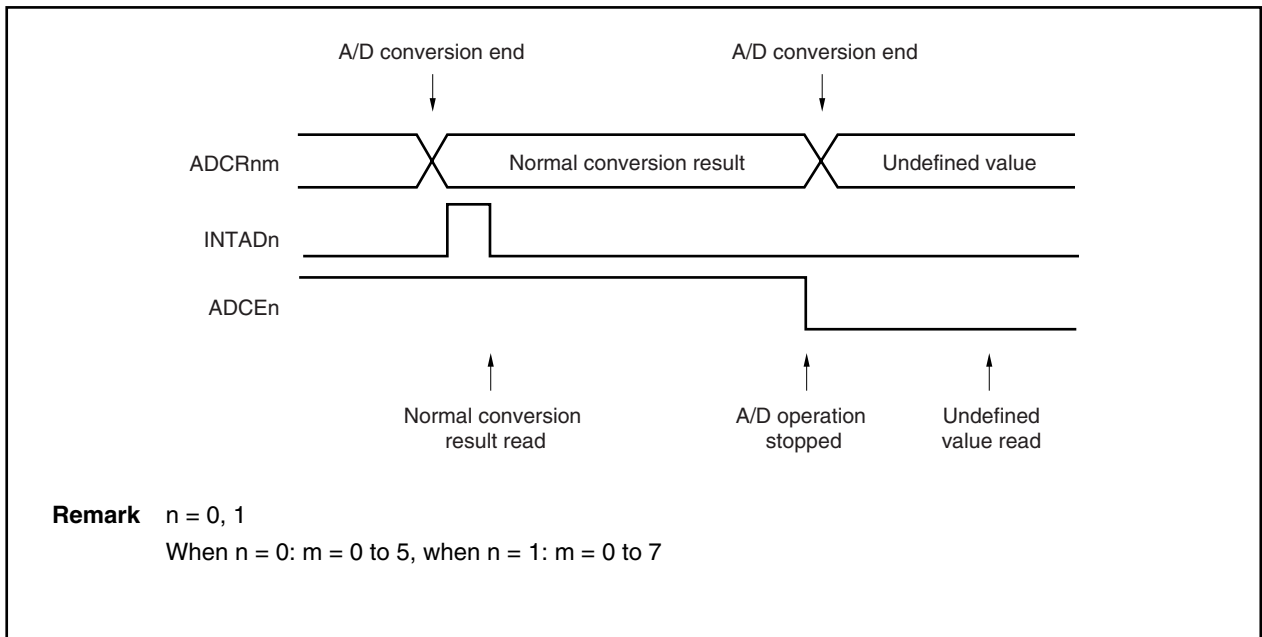 A/D conversion end
A/D conversion end
ADCRnm
Normal conversion result
Undefined value
INTADn
ADCEn
Normal conversion
result read
A/D operation
stopped
Undefined
value read
Remark n = 0, 1
When n = 0: m = 0 to 5, when n = 1: m = 0 to 7